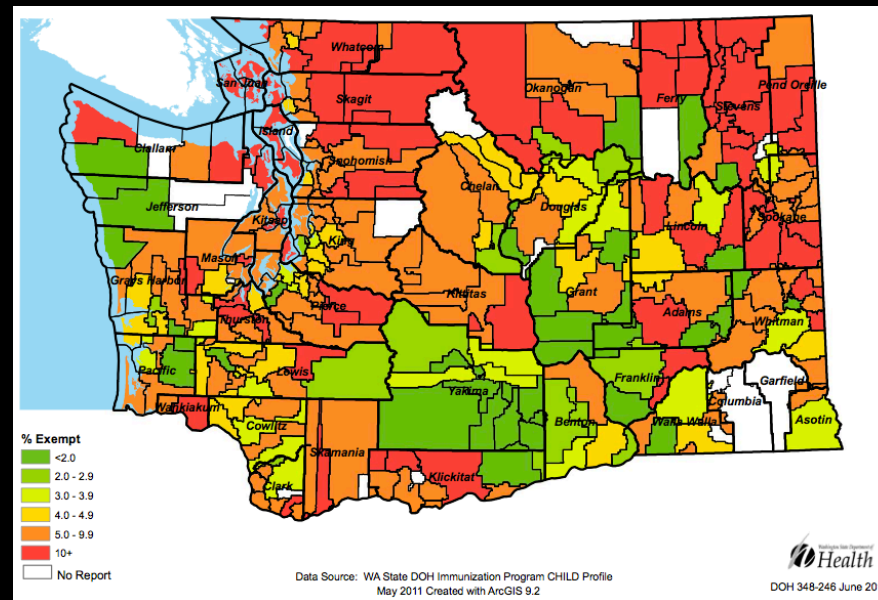 Whatcom
San Juan
Skagit
Okanogan
Ferry
Stevens
Pend Oreille
Island
Clallam
Snohomish
Chelan
Jefferson
Kitsap
Douglas
Lincoln
Spokane
King
Mason
Grays Harbor
Kittitas
Grant
Pierce
Thurston
Adams
Whitman
Pacific
Lewis
Yakima
Franklin
Garfield
Columbia
Wahkiakum
Cowlitz
Benton
Walla Walla
Asotin
Skamania
Klickitat
Clark
% Exempt
<2.0
2.0 - 2.9
3.0 - 3.9
4.0 - 4.9
5.0 - 9.9
10+
No Report
Data Source: WA State DOH Immunization Program CHILD Profile
May 2011 Created with ArcGIS 9.2
Washington State Department of
Health
DOH 348-246 June 20